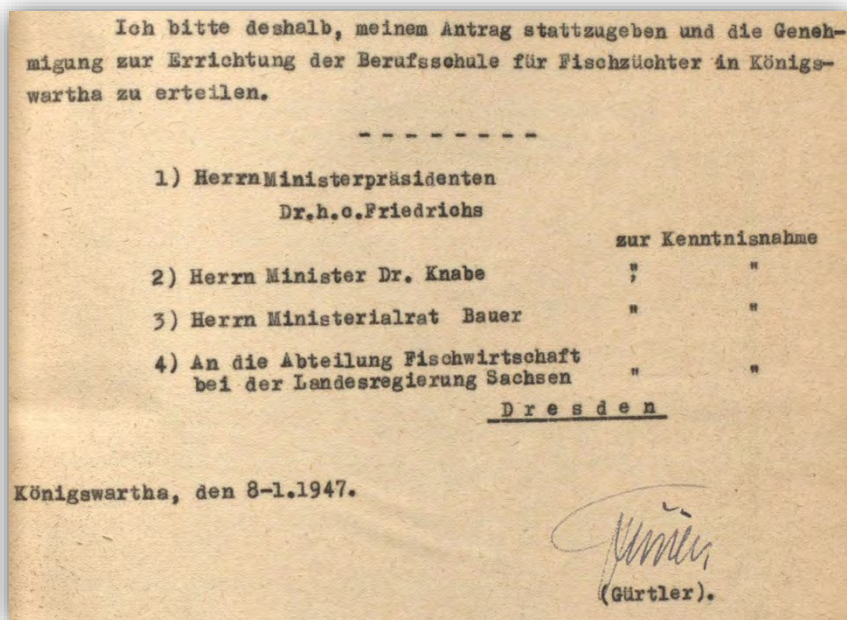 Ich bitte deshalb, meinem Antrag stattzugeben und die Geneh-
migung zur Errichtung der Berufsschule für Fischzüchter in Königs-
wartha zu erteilen.
- - - - - - - -
1) Herrn Ministerpräsidenten
Dr.h.c.Friedrichs
zur Kenntnisnahme
2) Herrn Minister Dr. Knabe " "
3) Herrn Ministerialrat Bauer " "
4) An die Abteilung Fischwirtschaft
bei der Landesregierung Sachsen " "
D r e s d e n
Königswartha, den 8-1.1947.
(Gürtler).